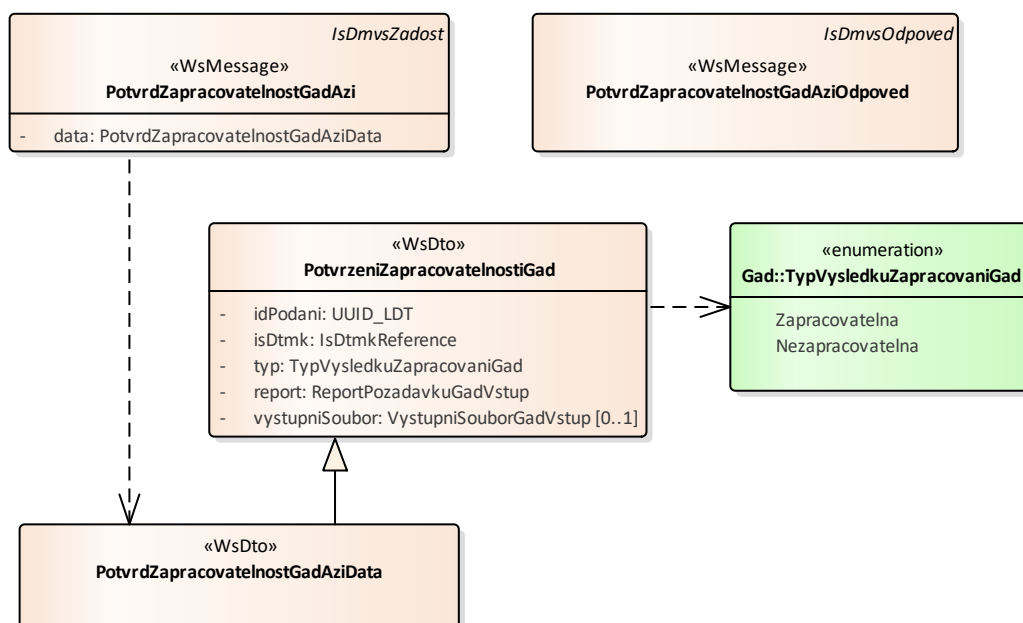 IsDmvsZadost
«WsMessage»
PotvrdZapracovatelnostGadAzi
- data: PotvrdZapracovatelnostGadAziData
IsDmvsOdpoved
«WsMessage»
PotvrdZapracovatelnostGadAziOdpoved
«WsDto»
PotvrzeniZapracovatelnostiGad
- idPodani: UUID_LDT
- isDtmk: IsDtmkReference
- typ: TypVysledkuZapracovaniGad
- report: ReportPozadavkuGadVstup
- vystupniSoubor: VystupniSouborGadVstup [0..1]
«enumeration»
Gad::TypVysledkuZapracovaniGad
Zapracovatelna
Nezapracovatelna
«WsDto»
PotvrdZapracovatelnostGadAziData